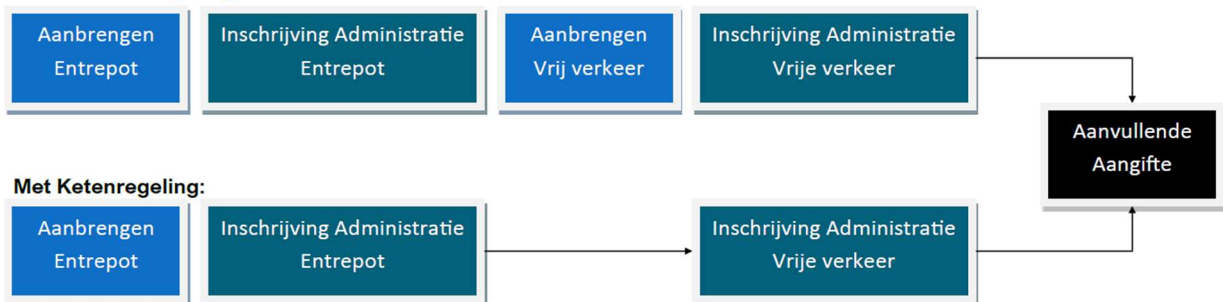 Aanbrengen
Entrepot
Inschrijving Administratie
Entrepot
Aanbrengen
Vrij verkeer
Inschrijving Administratie
Vrije verkeer
Aanvullende
Aangifte
Met Ketenregeling:
Aanbrengen
Entrepot
Inschrijving Administratie
Entrepot
Inschrijving Administratie
Vrije verkeer